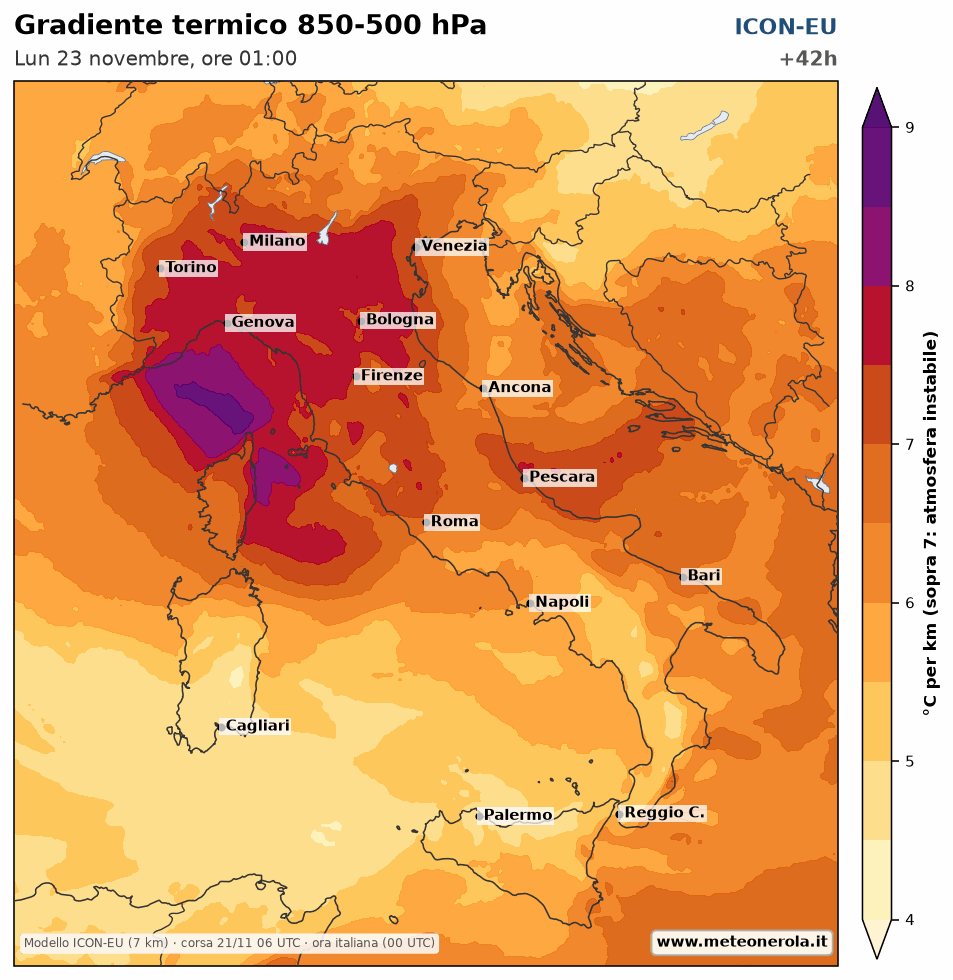 Gradiente termico 850-500 hPa
ICON-EU
Lun 23 novembre, ore 01:00
+42h
Milano
Venezia
Torino
Genova
Bologna
Firenze
Ancona
Pescara
Roma
Bari
Napoli
Cagliari
Palermo
Reggio C.
9
8
7
6
5
4
°C per km (sopra 7: atmosfera instabile)
Modello ICON-EU (7 km) · corsa 21/11 06 UTC · ora italiana (00 UTC)
www.meteonerola.it